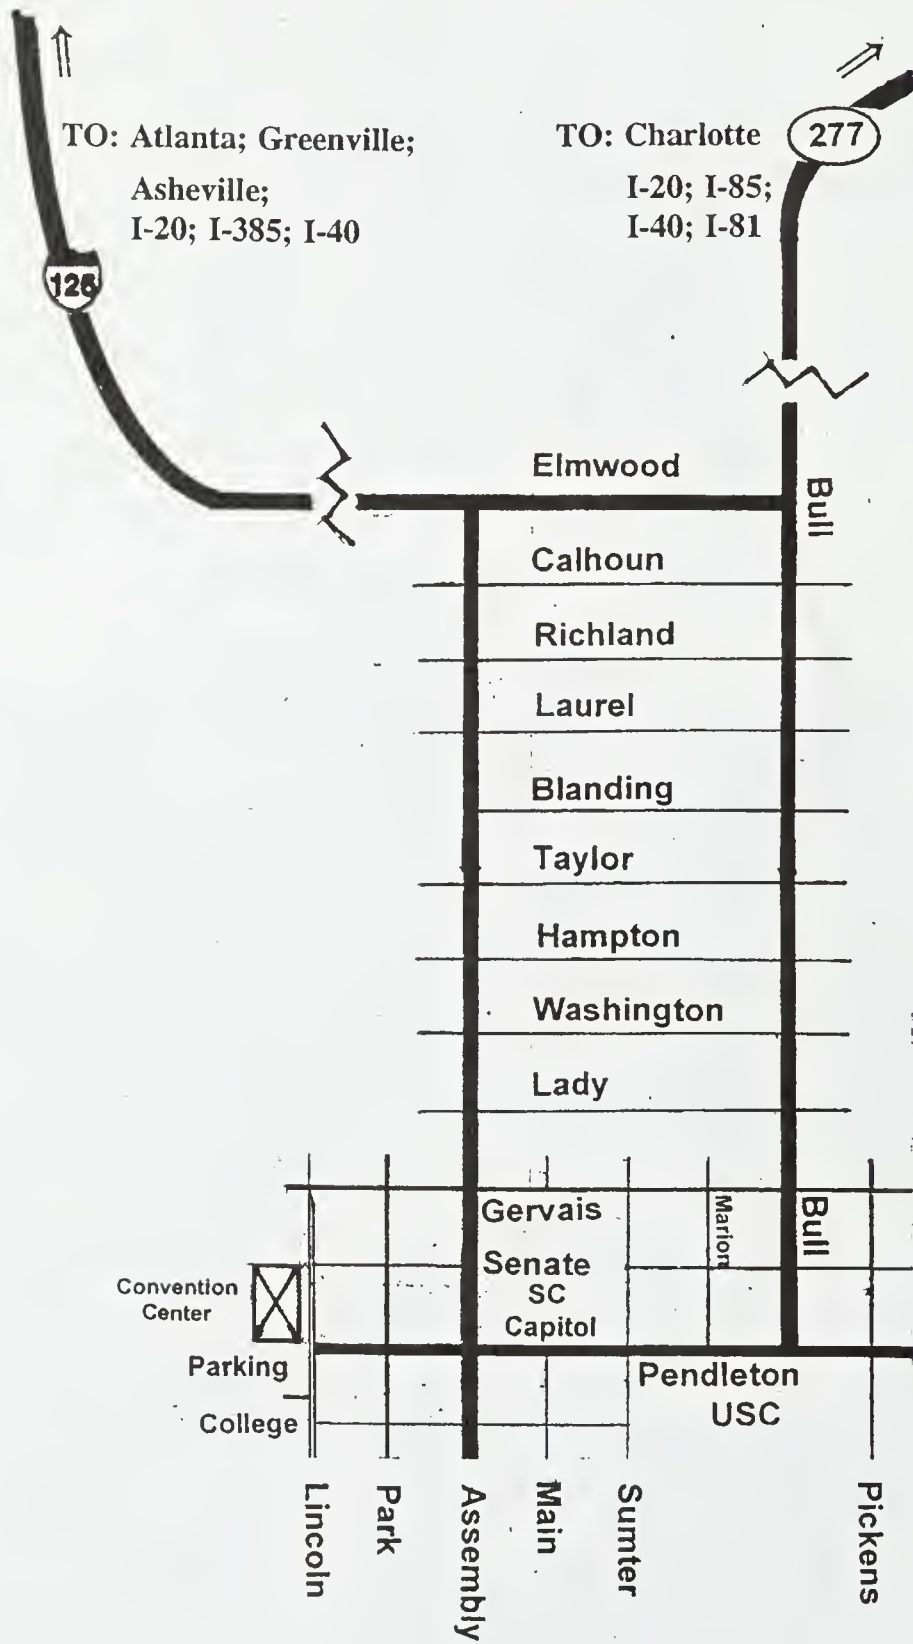 TO: Atlanta; Greenville;
Asheville;
I-20; I-385; I-40
TO: Charlotte
I-20; I-85;
I-40; I-81
277
126
Elmwood
Bull
Calhoun
Richland
Laurel
Blanding
Taylor
Hampton
Washington
Lady
Gervais
Marion
Bull
Senate
SC
Capitol
Convention
Center
Parking
Pendleton
USC
College
Lincoln
Park
Assembly
Main
Sumter
Pickens